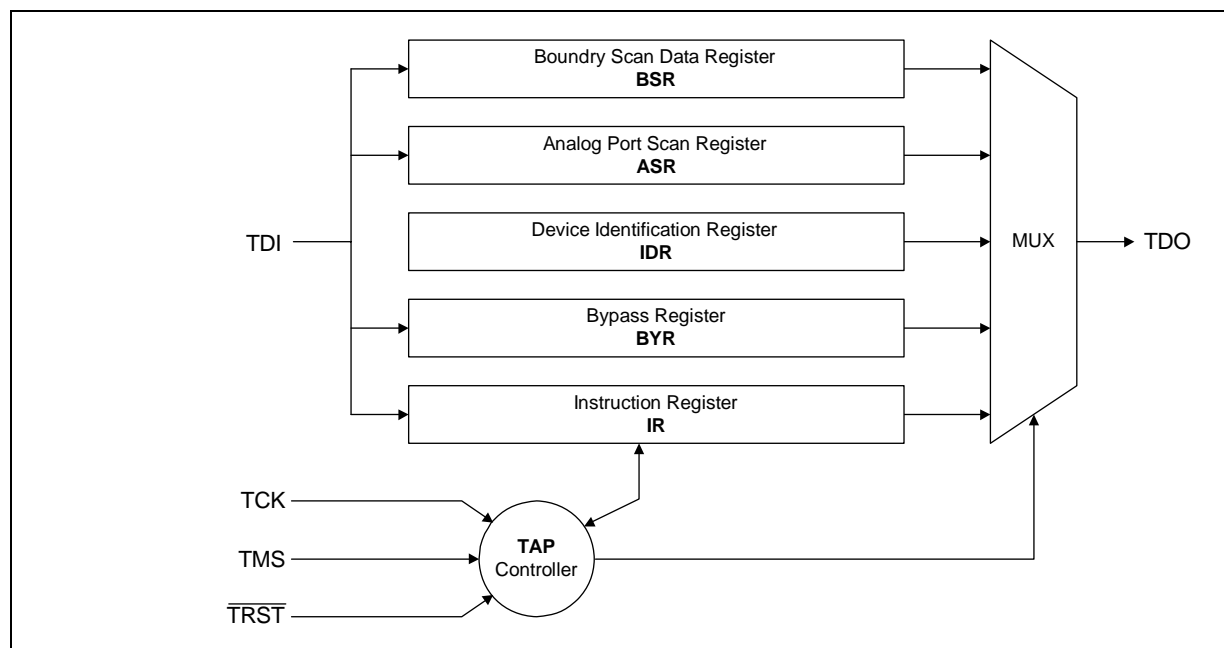 Boundry Scan Data Register
BSR
Analog Port Scan Register
ASR
Device Identification Register
IDR
TDI
MUX
TDO
Bypass Register
BYR
Instruction Register
IR
TCK
TMS
TRST
TAP
Controller